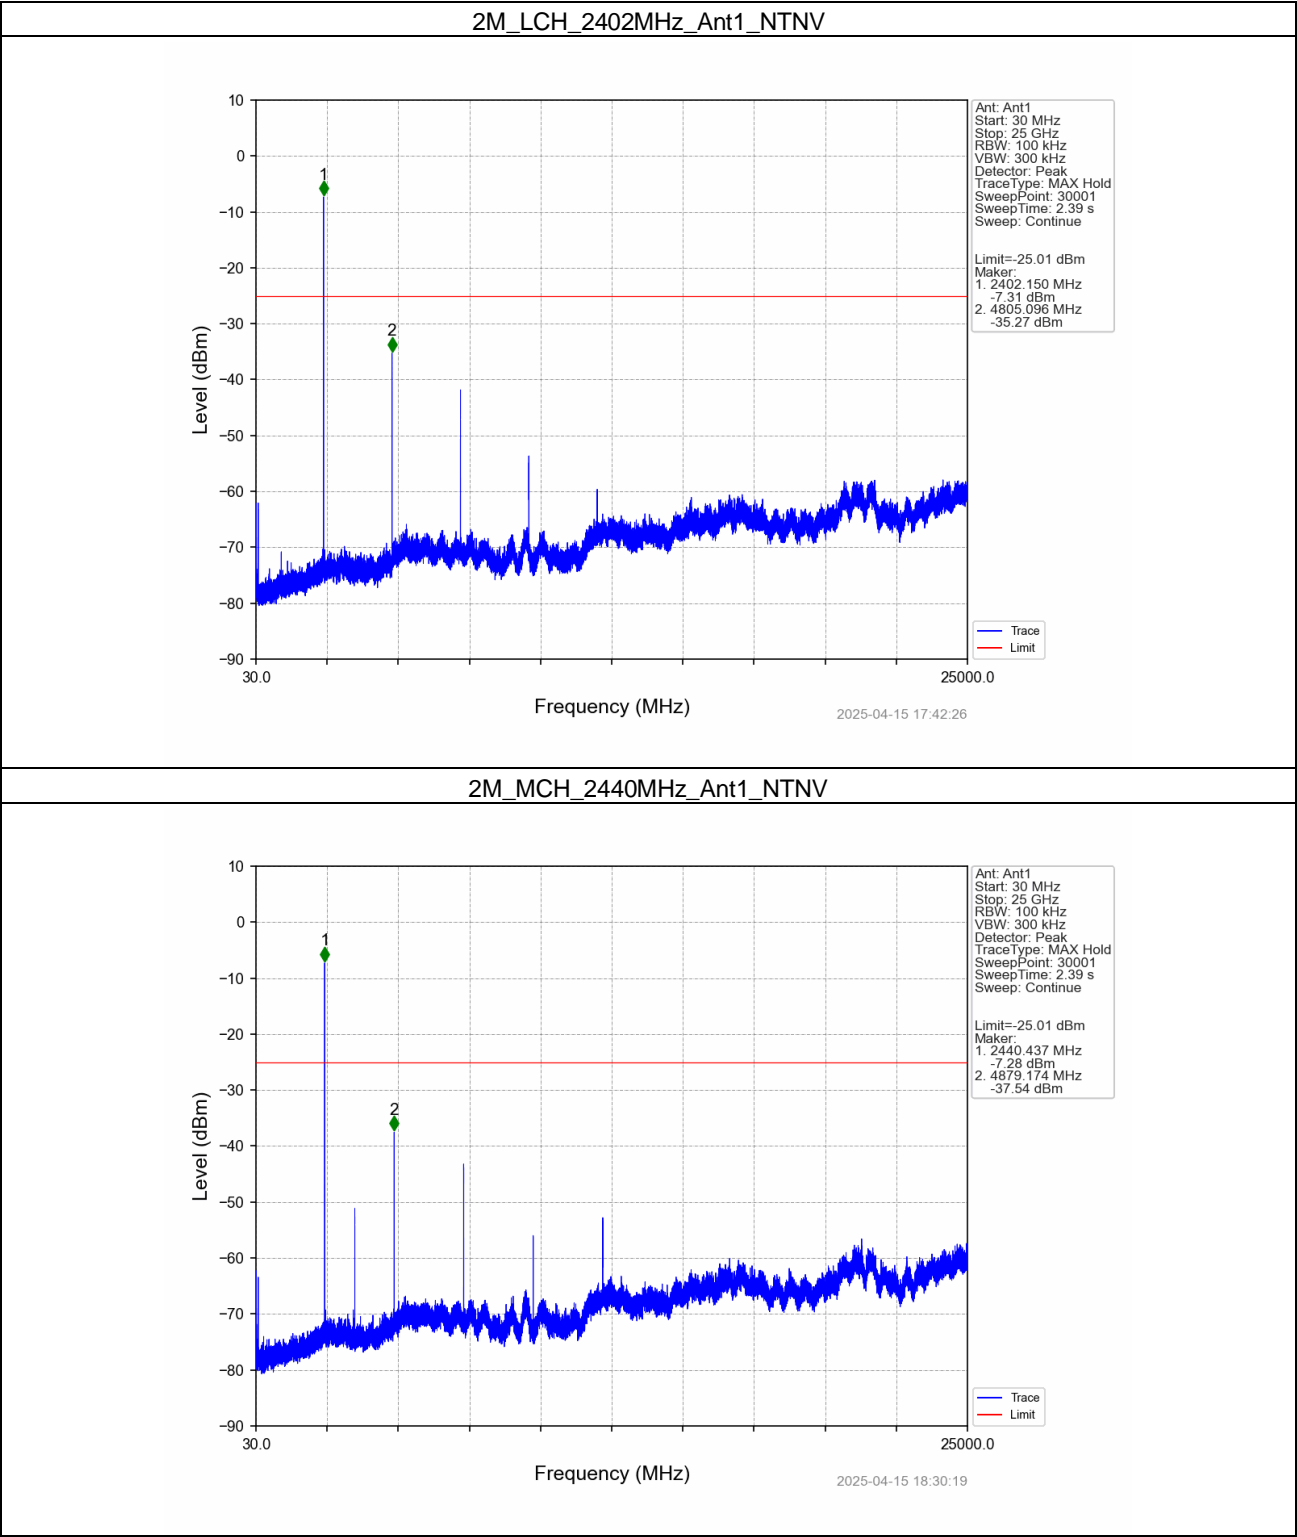 2M_LCH_2402MHz_Ant1_NTNV
10
0
−10
−20
−30
−40
−50
−60
−70
−80
−90
Level (dBm)
1
2
30.0
25000.0
Frequency (MHz)
2025-04-15 17:42:26
Ant: Ant1
Start: 30 MHz
Stop: 25 GHz
RBW: 100 kHz
VBW: 300 kHz
Detector: Peak
TraceType: MAX Hold
SweepPoint: 30001
SweepTime: 2.39 s
Sweep: Continue
Limit=-25.01 dBm
Maker:
1. 2402.150 MHz
-7.31 dBm
2. 4805.096 MHz
-35.27 dBm
Trace
Limit
2M_MCH_2440MHz_Ant1_NTNV
10
0
−10
−20
−30
−40
−50
−60
−70
−80
−90
Level (dBm)
1
2
30.0
25000.0
Frequency (MHz)
2025-04-15 18:30:19
Ant: Ant1
Start: 30 MHz
Stop: 25 GHz
RBW: 100 kHz
VBW: 300 kHz
Detector: Peak
TraceType: MAX Hold
SweepPoint: 30001
SweepTime: 2.39 s
Sweep: Continue
Limit=-25.01 dBm
Maker:
1. 2440.437 MHz
-7.28 dBm
2. 4879.174 MHz
-37.54 dBm
Trace
Limit